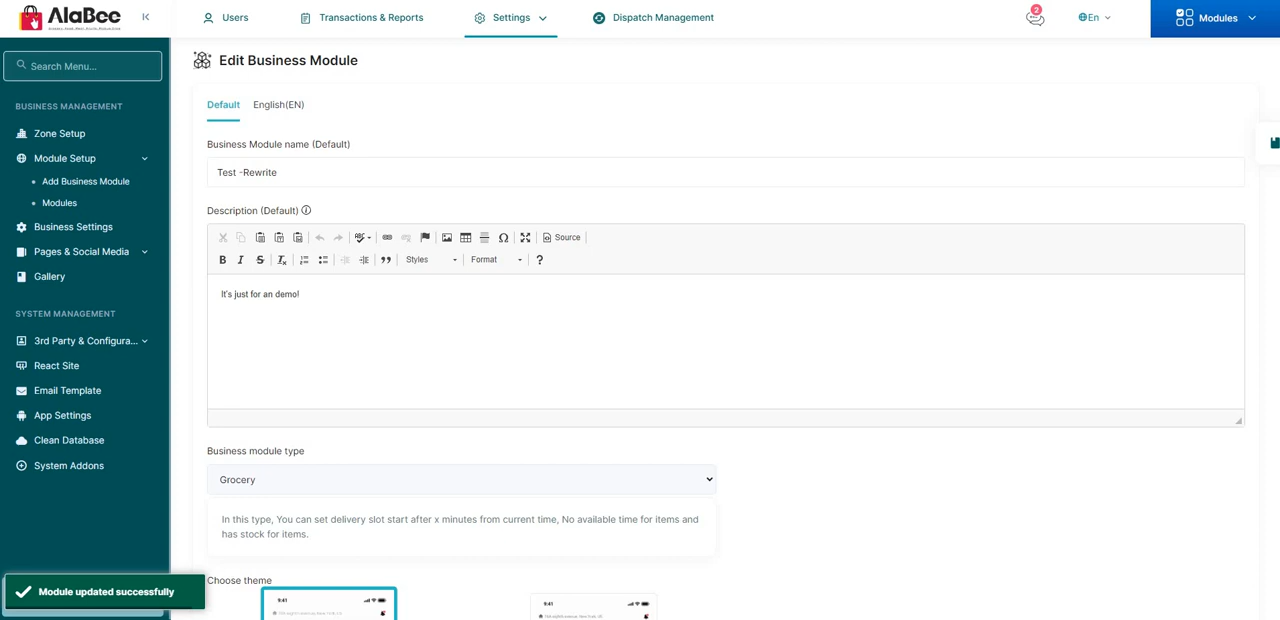 AlaBee
Users
Transactions & Reports
Settings
Dispatch Management
2
En
Modules
Search Menu...
Edit Business Module
BUSINESS MANAGEMENT
Zone Setup
Module Setup
Add Business Module
Modules
Business Settings
Pages & Social Media
Gallery
SYSTEM MANAGEMENT
3rd Party & Configura...
React Site
Email Template
App Settings
Clean Database
System Addons
Default
English(EN)
Business Module name (Default)
Test -Rewrite
Description (Default)
Source
Styles
Format
It's just for an demo!
Business module type
Grocery
In this type, You can set delivery slot start after x minutes from current time, No available time for items and
has stock for items.
Choose theme
9:41
9:41
Module updated successfully